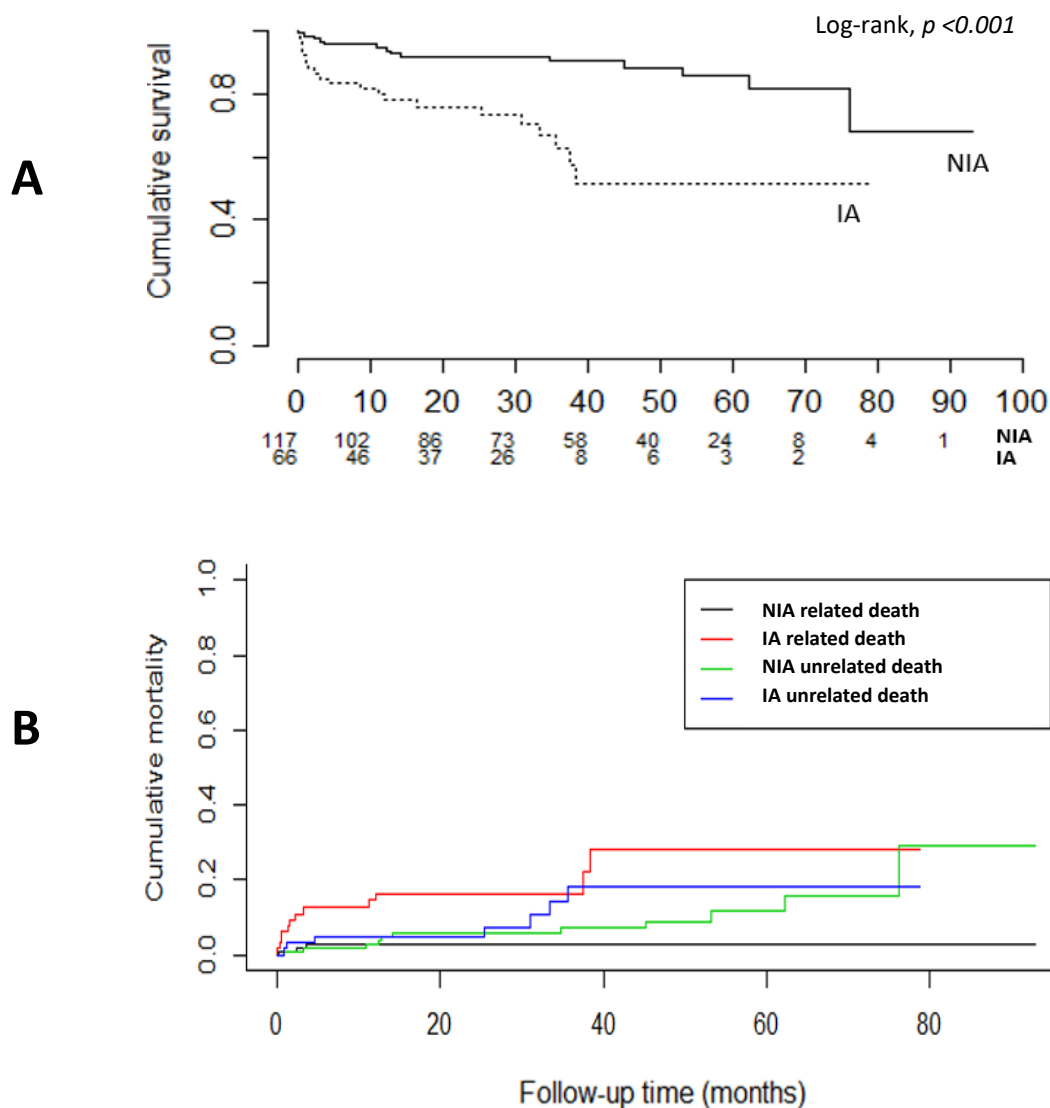 Log-rank, p <0.001
A
Cumulative survival
0.0
0.4
0.8
NIA
IA
0 10 20 30 40 50 60 70 80 90 100
117 102 86 73 58 40 24 8 4 1 NIA
66 46 37 26 8 6 3 2 IA
B
Cumulative mortality
0.0 0.2 0.4 0.6 0.8 1.0
NIA related death
IA related death
NIA unrelated death
IA unrelated death
0 20 40 60 80
Follow-up time (months)